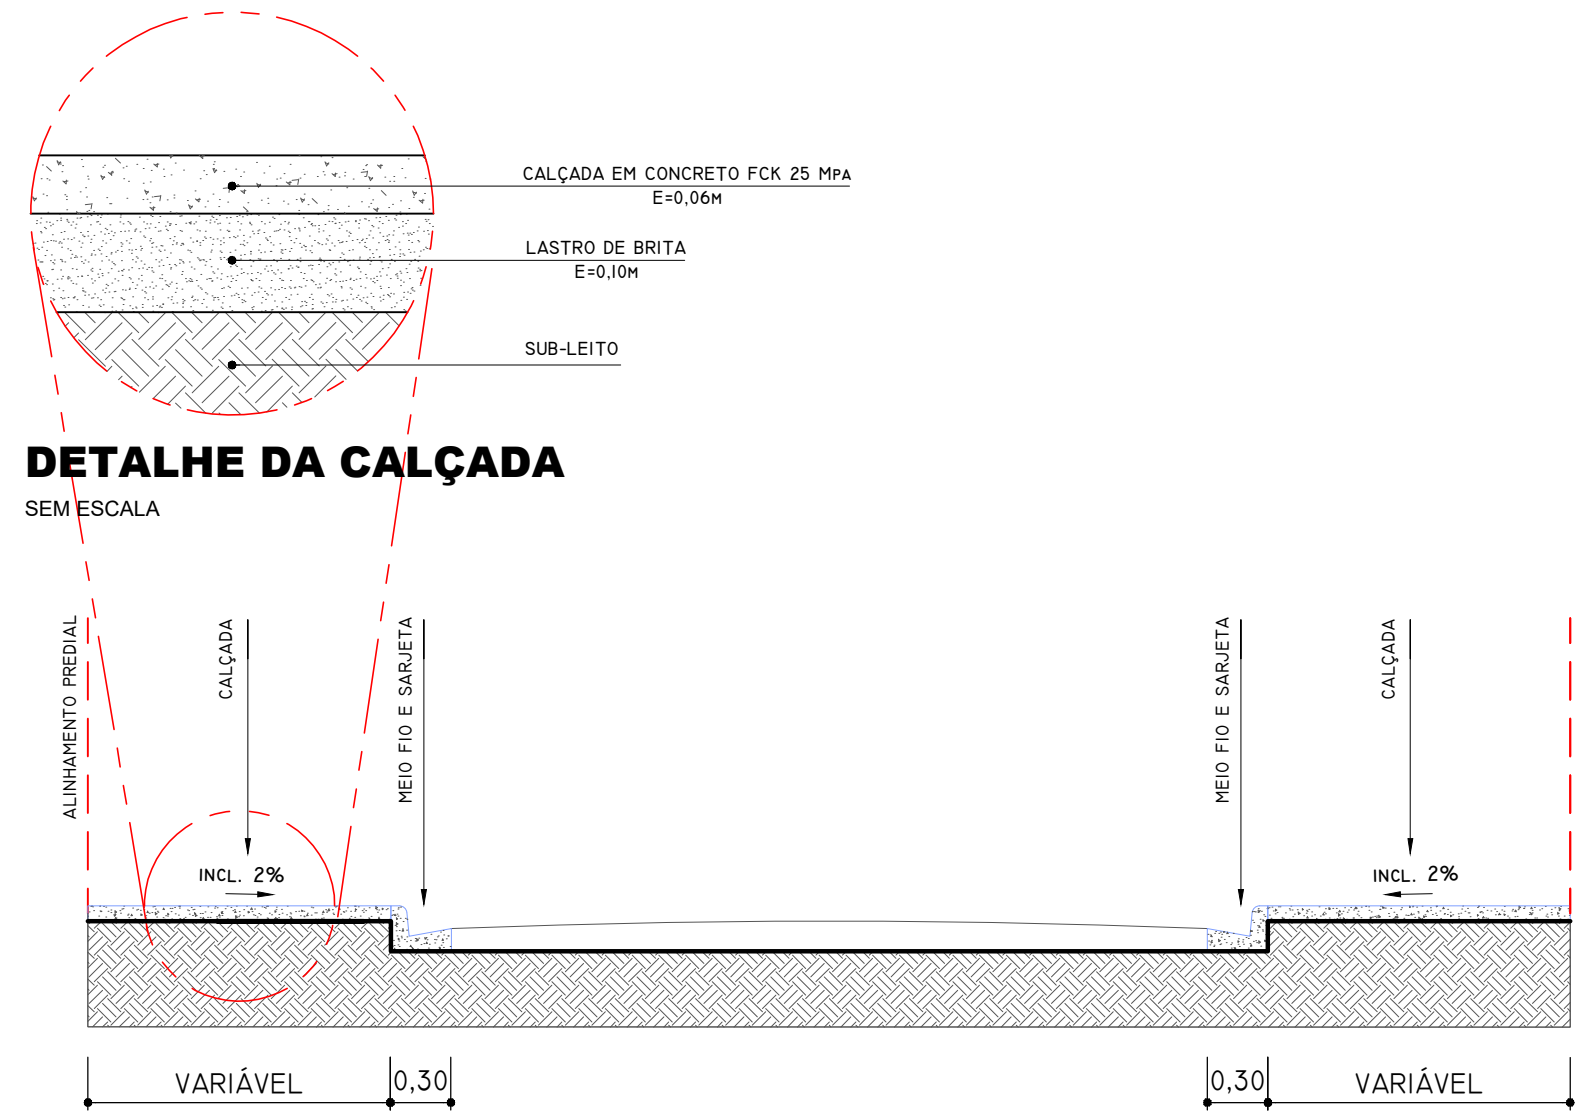 CALÇADA EM CONCRETO FCK 25 MPA
E=0,06M
LASTRO DE BRITA
E=0,10M
SUB-LEITO
DETALHE DA CALÇADA
SEM ESCALA
ALINHAMENTO PREDIAL
CALÇADA
MEIO FIO E SARJETA
MEIO FIO E SARJETA
CALÇADA
INCL. 2%
INCL. 2%
VARIÁVEL
0,30
0,30
VARIÁVEL